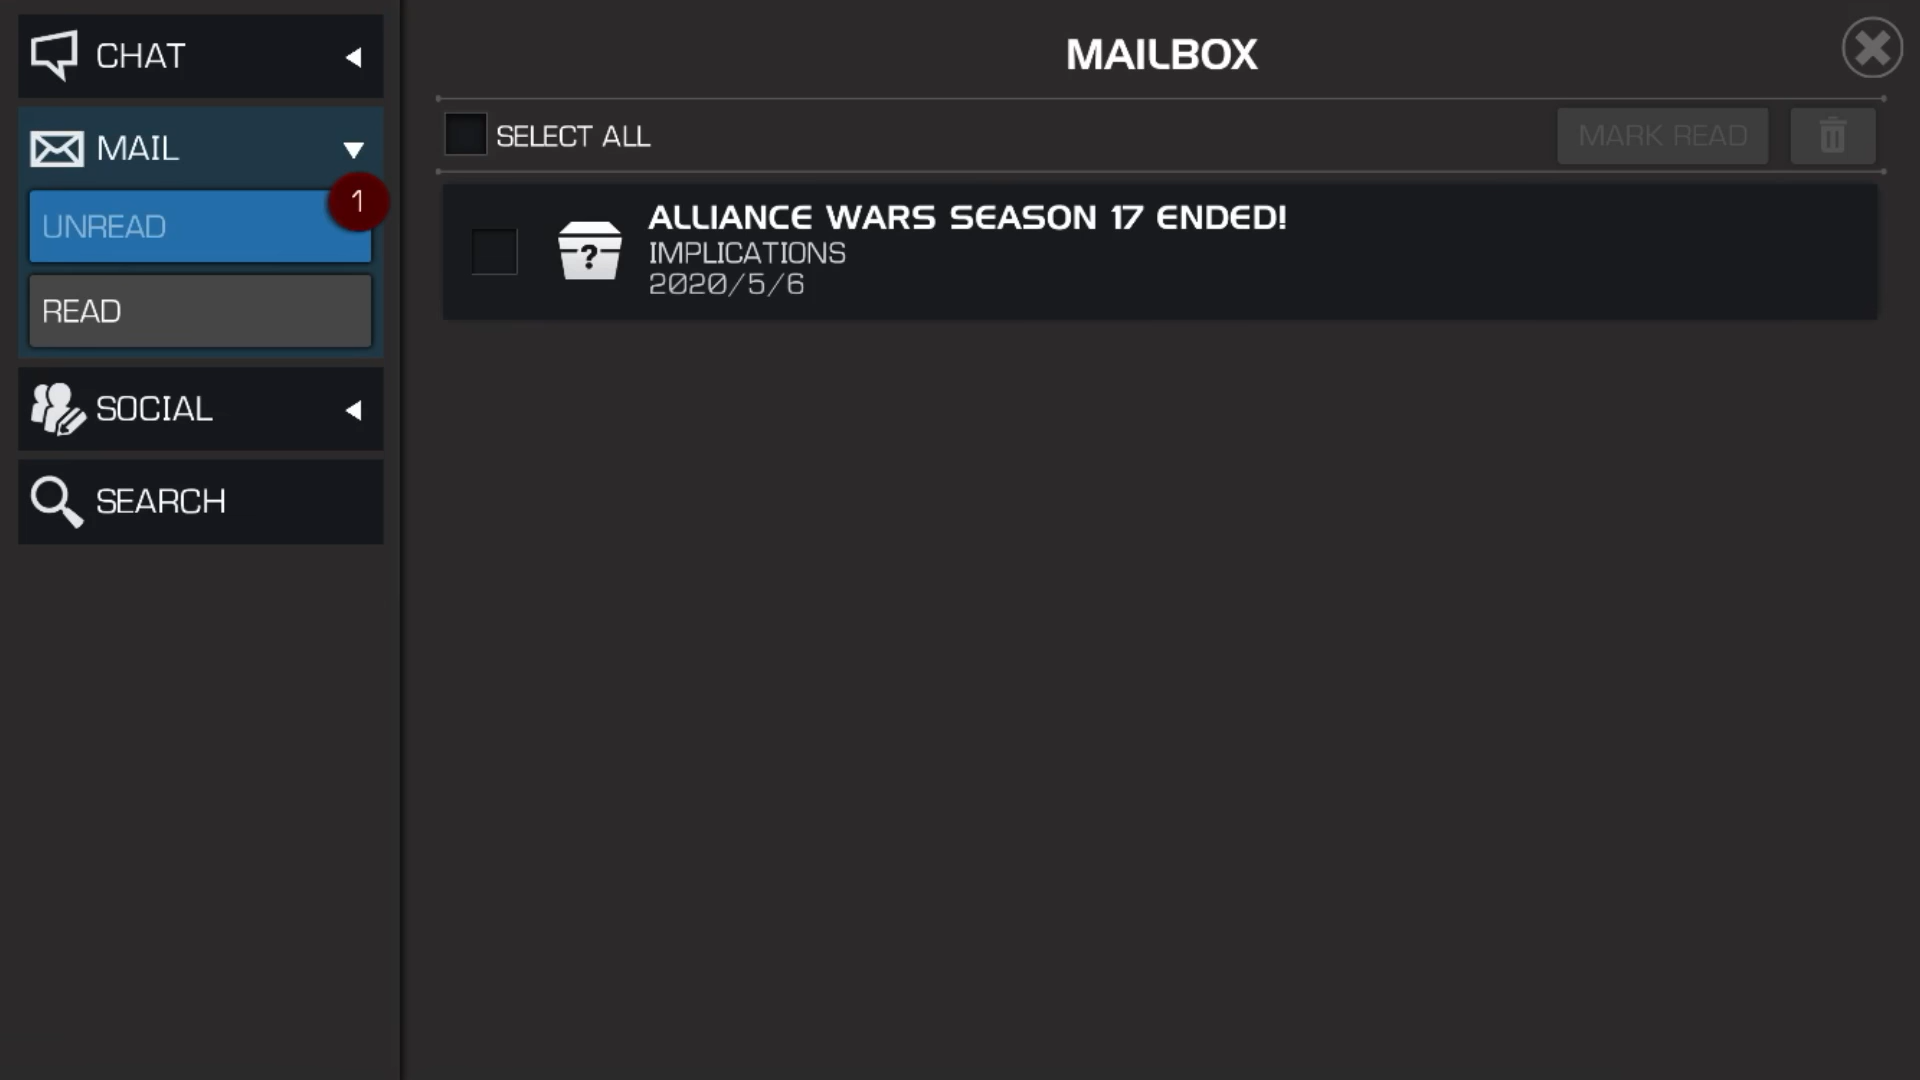 CHAT
MAIL
1
UNREAD
READ
SOCIAL
SEARCH
MAILBOX
SELECT ALL
MARK READ
ALLIANCE WARS SEASON 17 ENDED!
IMPLICATIONS
2020/5/6